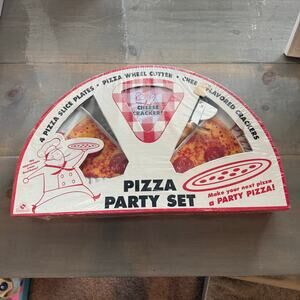 4 PIZZA SLICE PLATES • PIZZA WHEEL CUTTER • CHEESE FLAVORED CRACKERS
CHEESE
CRACKERS
PIZZA
PARTY SET
Make your next pizza
a PARTY PIZZA!